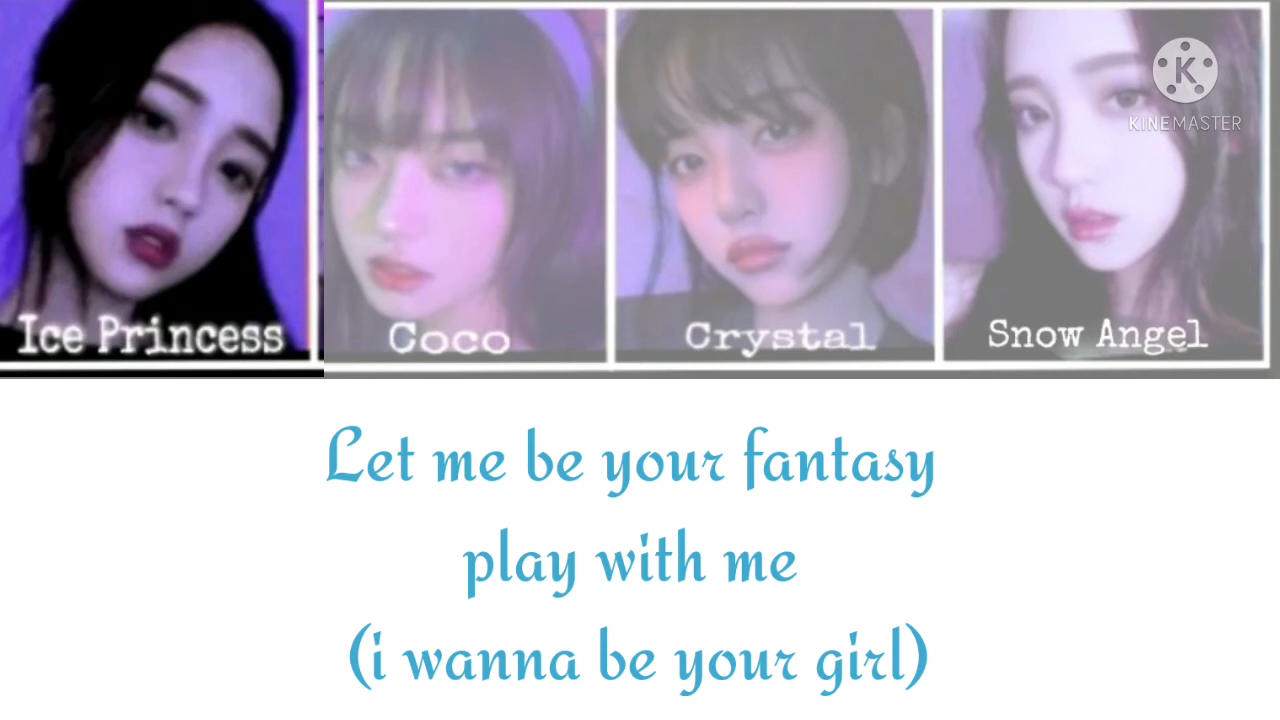 K
KINEMASTER
Ice Princess
Coco
Crystal
Snow Angel
Let me be your fantasy
play with me
(i wanna be your girl)